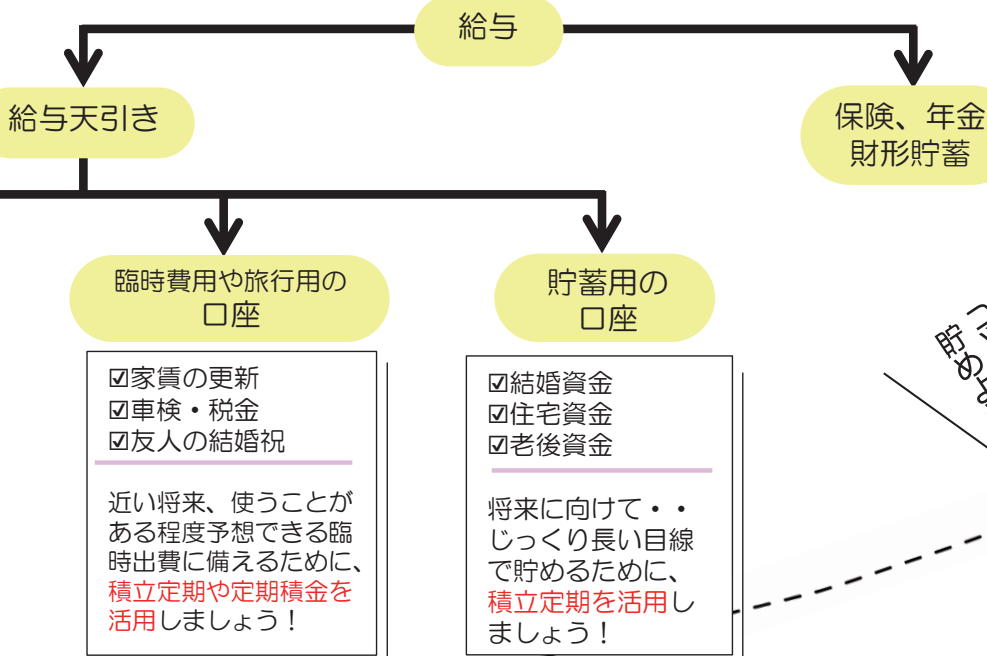 給与
給与天引き
保険、年金
財形貯蓄
臨時費用や旅行用の
口座
貯蓄用の
口座
☑家賃の更新
☑車検・税金
☑友人の結婚祝
近い将来、使うことが
ある程度予想できる臨
時出費に備えるために、
積立定期や定期積金を
活用しましょう！
☑結婚資金
☑住宅資金
☑老後資金
将来に向けて・・
じっくり長い目線
で貯めるために、
積立定期を活用し
ましょう！
貯めよ